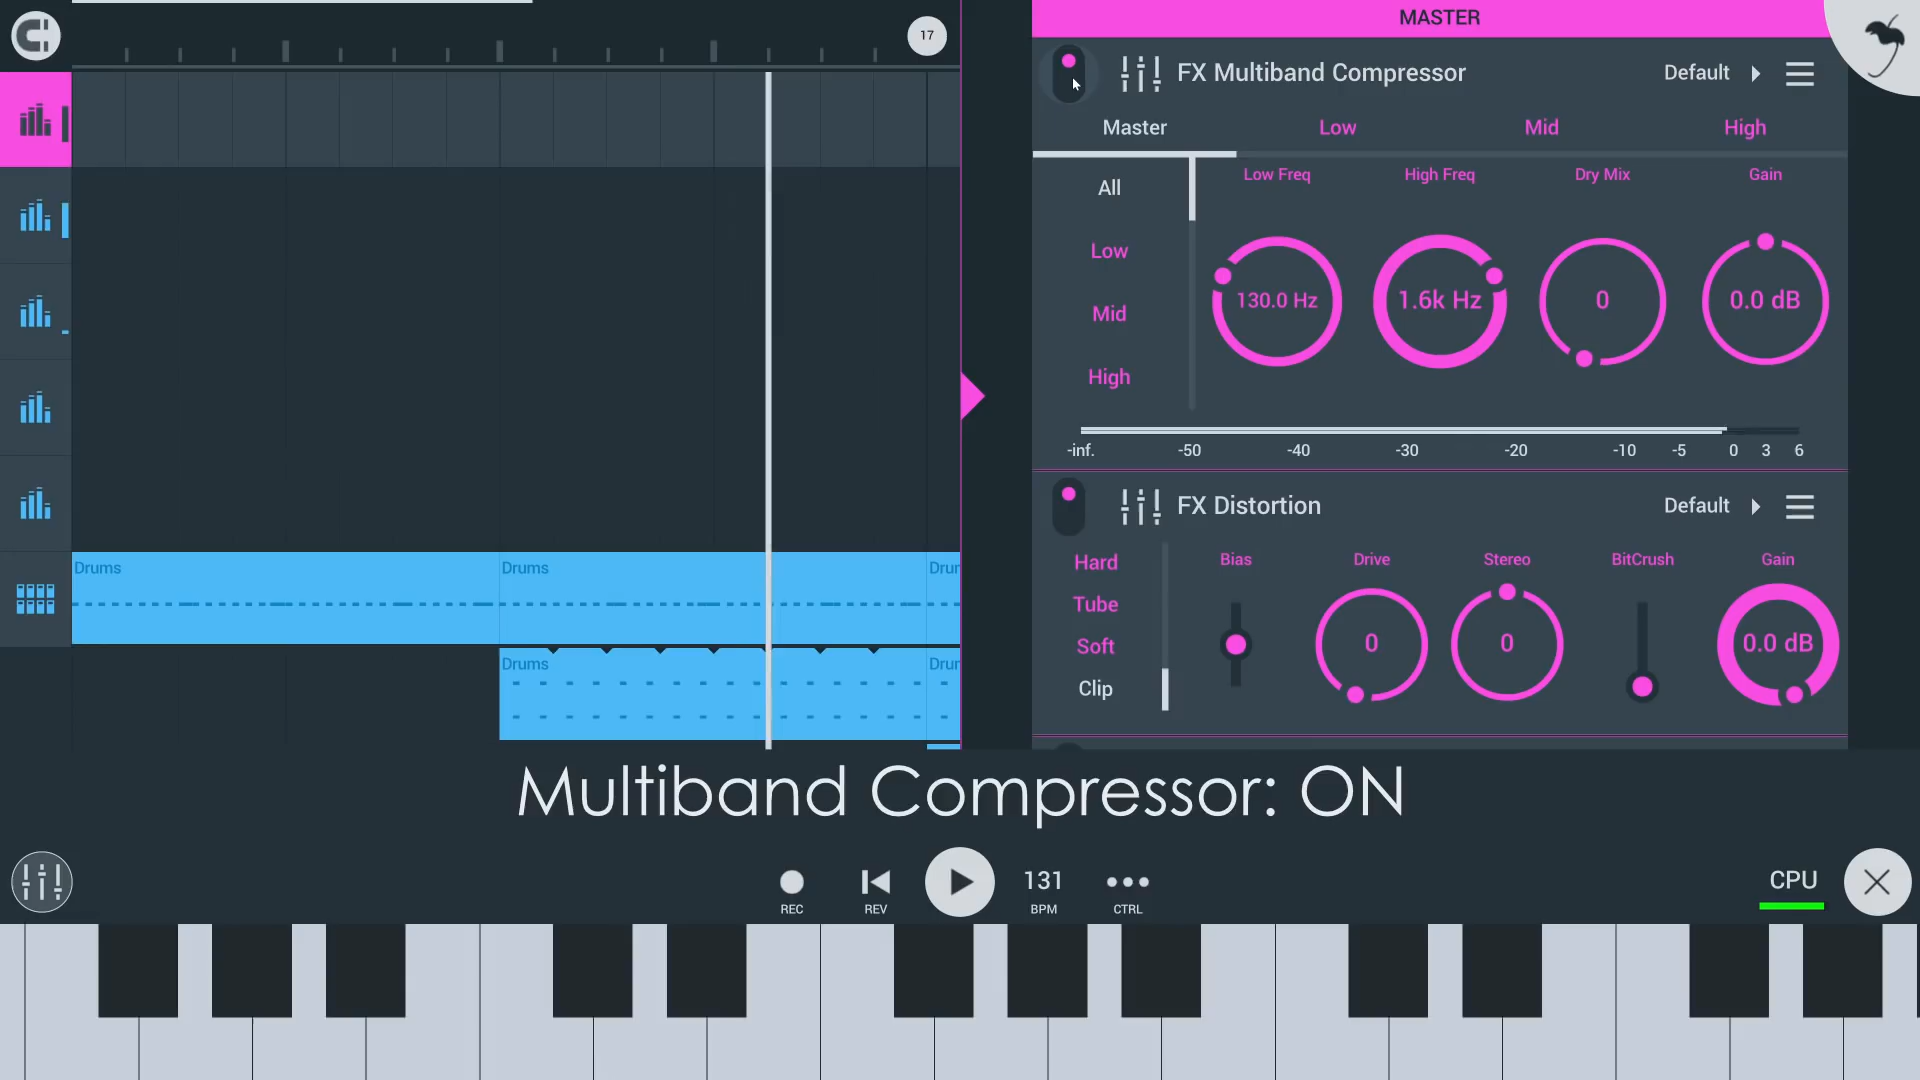 17
MASTER
FX Multiband Compressor
Default
Master
Low
Mid
High
All
Low
Mid
High
Low Freq
High Freq
Dry Mix
Gain
130.0 Hz
1.6k Hz
0
0.0 dB
-inf.
-50
-40
-30
-20
-10
-5
0
3
6
FX Distortion
Default
Hard
Tube
Soft
Clip
Bias
Drive
Stereo
BitCrush
Gain
0
0
0.0 dB
Drums
Drums
Drur
Drums
Drur
Multiband Compressor: ON
REC
REV
131
BPM
CTRL
CPU